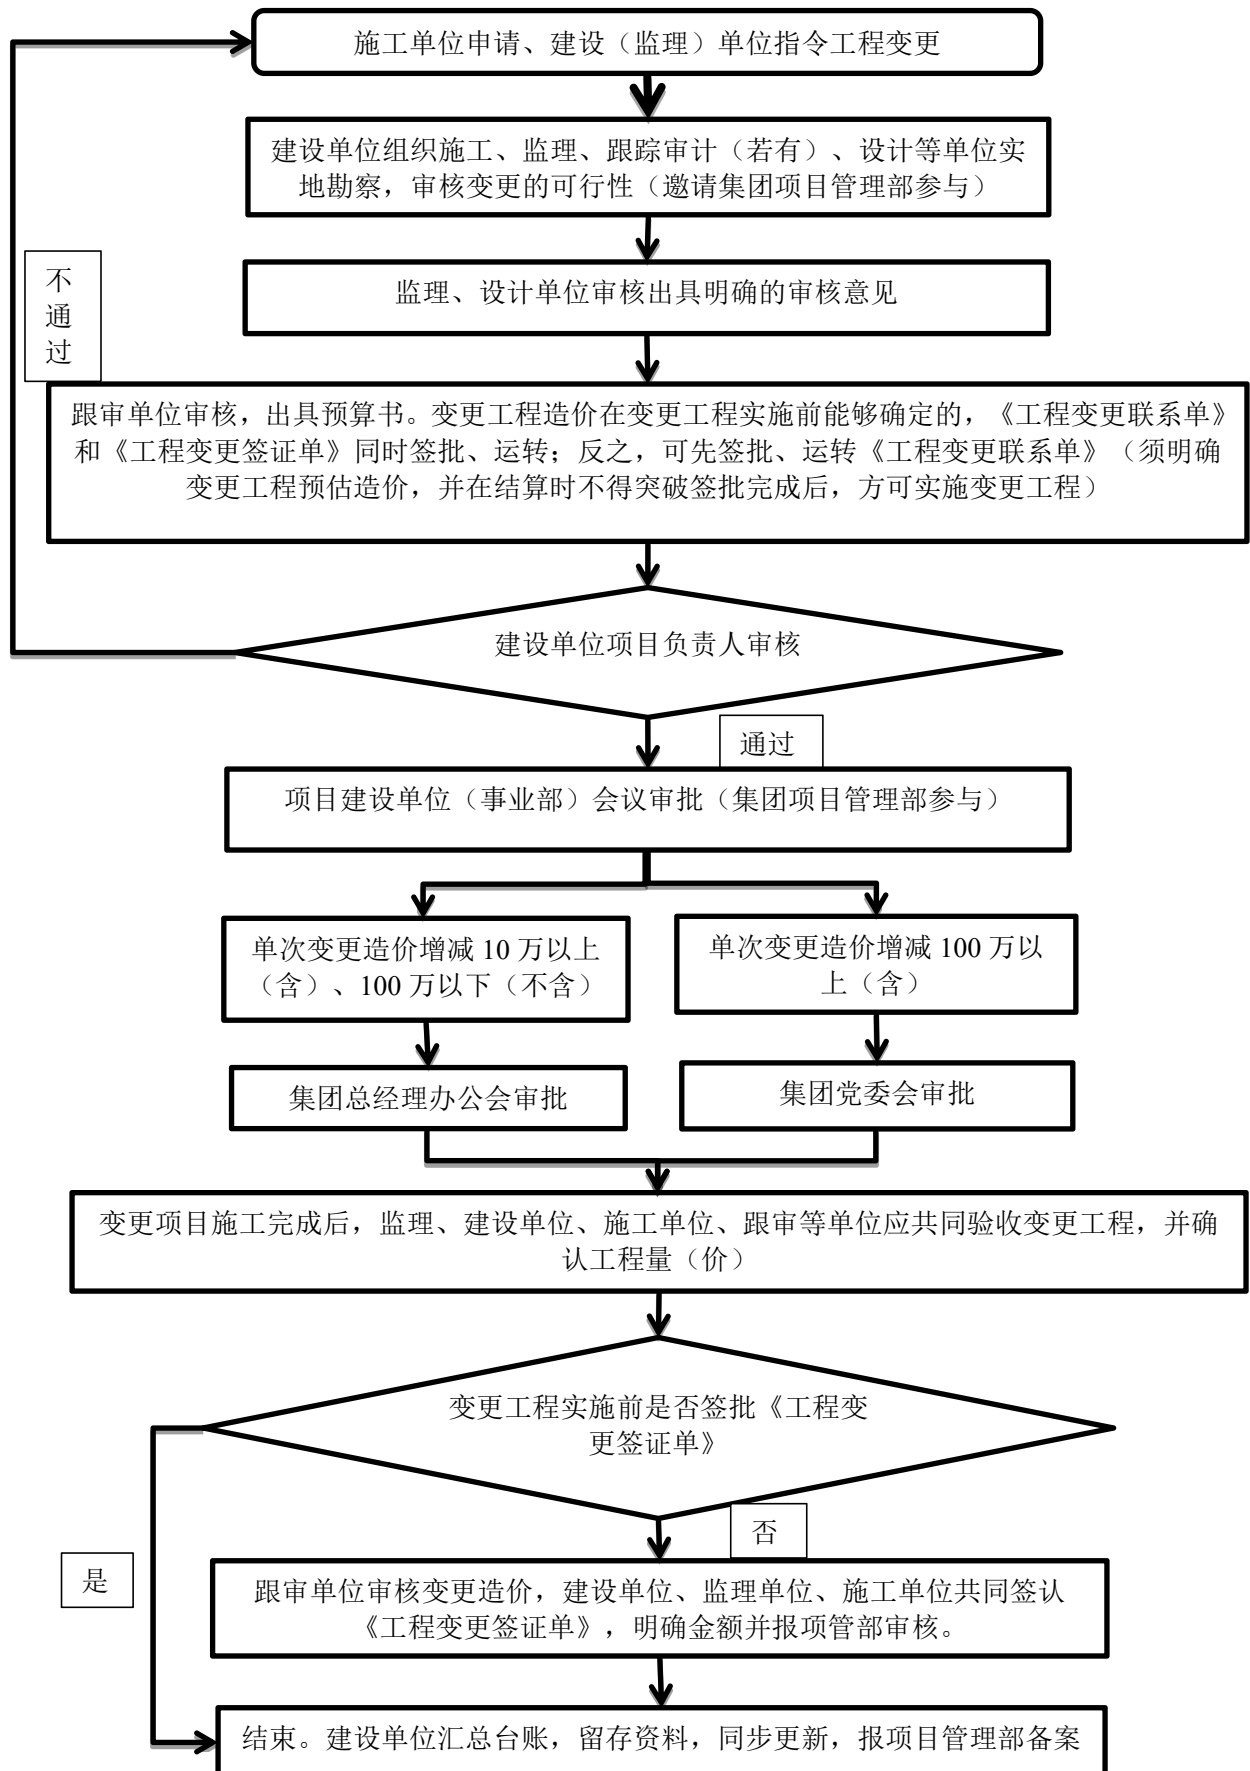 施工单位申请、建设（监理）单位指令工程变更
建设单位组织施工、监理、跟踪审计（若有）、设计等单位实
地勘察，审核变更的可行性（邀请集团项目管理部参与）
不
通
过
监理、设计单位审核出具明确的审核意见
跟审单位审核，出具预算书。变更工程造价在变更工程实施前能够确定的，《工程变更联系单》
和《工程变更签证单》同时签批、运转；反之，可先签批、运转《工程变更联系单》（须明确
变更工程预估造价，并在结算时不得突破签批完成后，方可实施变更工程）
建设单位项目负责人审核
通过
项目建设单位（事业部）会议审批（集团项目管理部参与）
单次变更造价增减 10 万以上
（含）、100 万以下（不含）
单次变更造价增减 100 万以
上（含）
集团总经理办公会审批
集团党委会审批
变更项目施工完成后，监理、建设单位、施工单位、跟审等单位应共同验收变更工程，并确
认工程量（价）
变更工程实施前是否签批《工程变
更签证单》
否
是
跟审单位审核变更造价，建设单位、监理单位、施工单位共同签认
《工程变更签证单》，明确金额并报项管部审核。
结束。建设单位汇总台账，留存资料，同步更新，报项目管理部备案